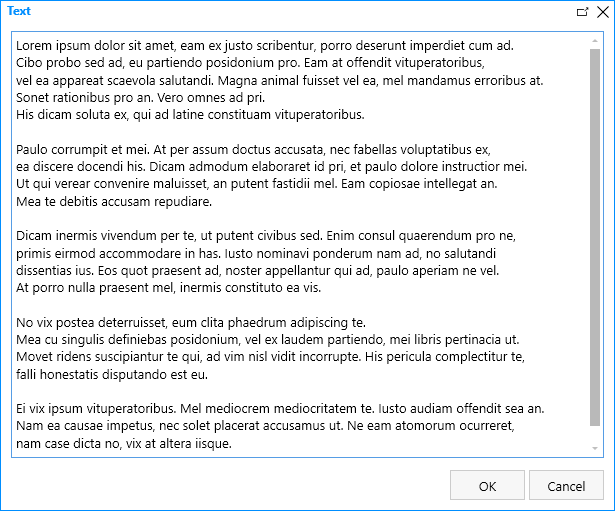 Text
Lorem ipsum dolor sit amet, eam ex justo scribentur, porro deserunt imperdiet cum ad.
Cibo probo sed ad, eu partiendo posidonium pro. Eam at offendit vituperatoribus,
vel ea appareat scaevola salutandi. Magna animal fuisset vel ea, mel mandamus erroribus at.
Sonet rationibus pro an. Vero omnes ad pri.
His dicam soluta ex, qui ad latine constituam vituperatoribus.

Paulo corrumpit et mei. At per assum doctus accusata, nec fabellas voluptatibus ex,
ea discere docendi his. Dicam admodum elaboraret id pri, et paulo dolore instructior mei.
Ut qui verear convenire maluisset, an putent fastidii mel. Eam copiosae intellegat an.
Mea te debitis accusam repudiare.

Dicam inermis vivendum per te, ut putent civibus sed. Enim consul quaerendum pro ne,
primis eirmod accommodare in has. Iusto nominavi ponderum nam ad, no salutandi
dissentias ius. Eos quot praesent ad, noster appellantur qui ad, paulo aperiam ne vel.
At porro nulla praesent mel, inermis constituto ea vis.

No vix postea deterruisset, eum clita phaedrum adipiscing te.
Mea cu singulis definiebas posidonium, vel ex laudem partiendo, mei libris pertinacia ut.
Movet ridens suscipiantur te qui, ad vim nisl vidit incorrupte. His pericula complectitur te,
falli honestatis disputando est eu.

Ei vix ipsum vituperatoribus. Mel mediocrem mediocritatem te. Iusto audiam offendit sea an.
Nam ea causae impetus, nec solet placerat accusamus ut. Ne eam atomorum ocurreret,
nam case dicta no, vix at altera iisque.
OK
Cancel